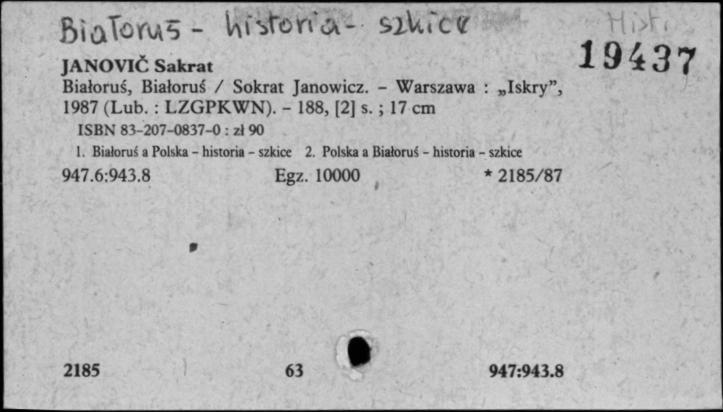 Białoruś - historia - szkice
Hist.
19437
JANOVIČ Sakrat
Białoruś, Białoruś / Sokrat Janowicz. – Warszawa : „Iskry”,
1987 (Lub. : LZGPKWN). – 188, [2] s. ; 17 cm
ISBN 83-207-0837-0 : zł 90
1. Białoruś a Polska – historia – szkice 2. Polska a Białoruś – historia – szkice
947.6:943.8 Egz. 10000 * 2185/87
2185 63 947:943.8